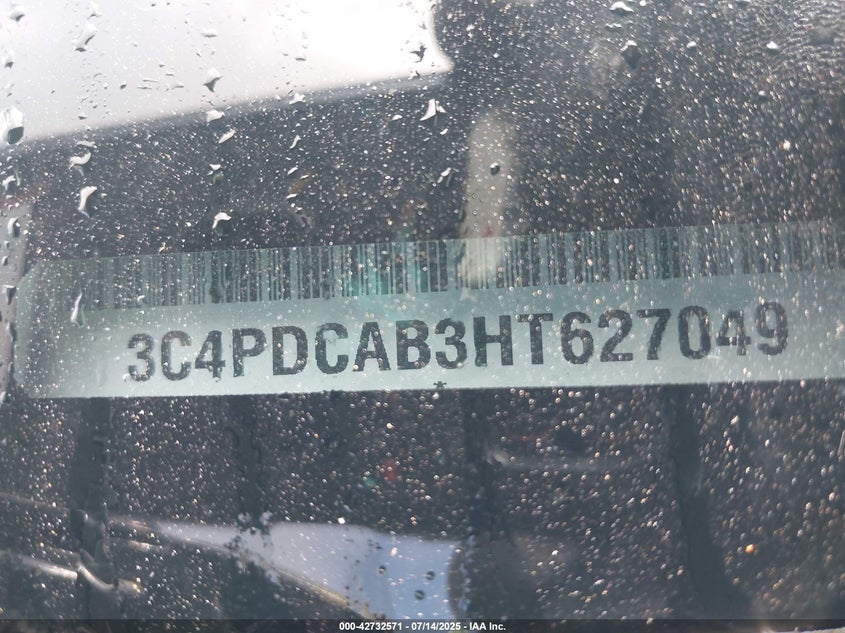 3C4PDCAB3HT627049
*
000-42732571 - 07/14/2025 - IAA Inc.